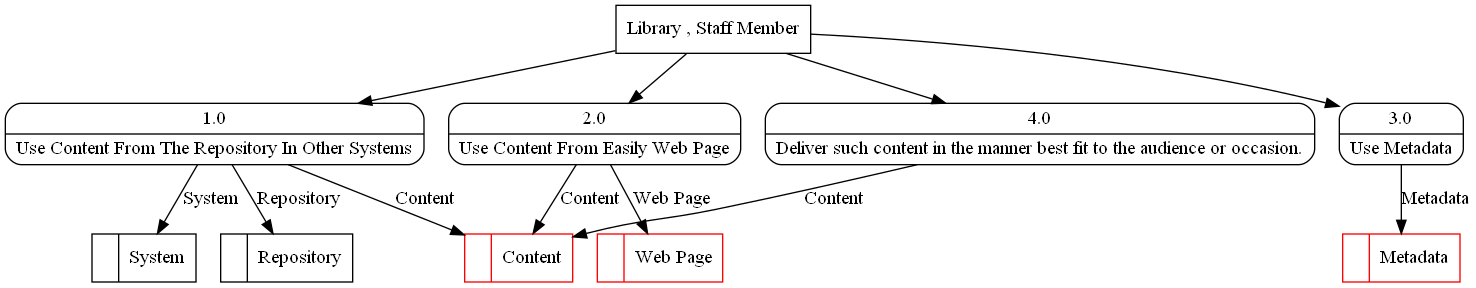 Library , Staff Member
1.0
Use Content From The Repository In Other Systems
2.0
Use Content From Easily Web Page
4.0
Deliver such content in the manner best fit to the audience or occasion.
3.0
Use Metadata
System
Repository
Content
Content
Web Page
Content
Metadata
System
Repository
Content
Web Page
Metadata